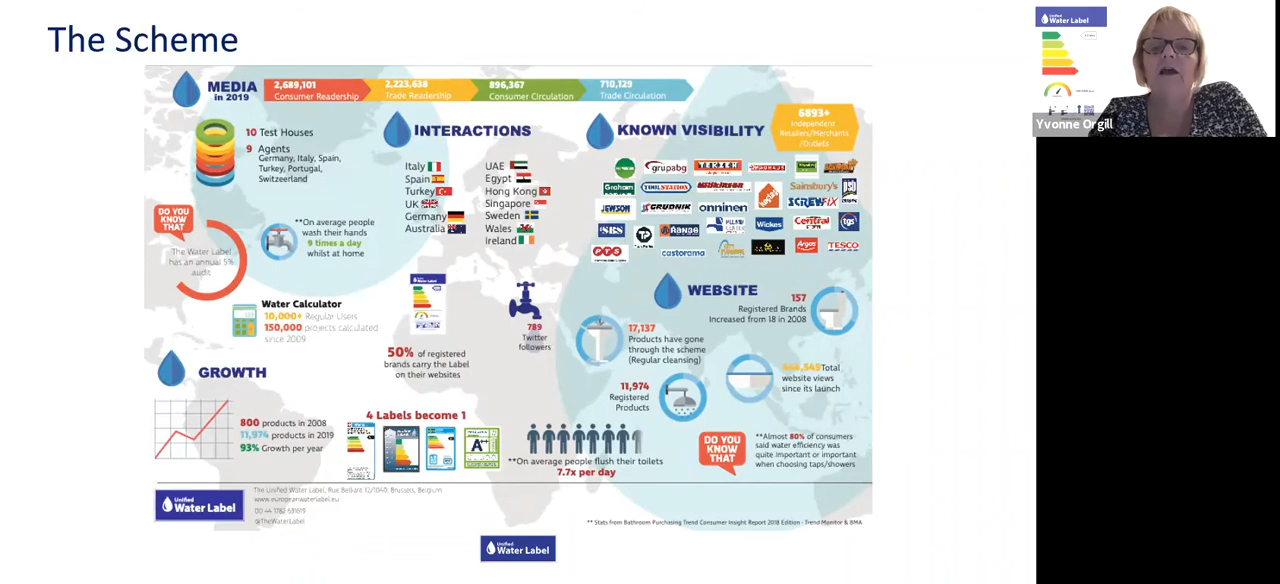 The Scheme
MEDIA
in 2019
2,689,101
Consumer Readership
2,223,638
Trade Readership
896,367
Consumer Circulation
710,129
Trade Circulation
Unified
Water Label
Yvonne Orgill
10 Test Houses
9 Agents
Germany, Italy, Spain,
Turkey, Portugal,
Switzerland
INTERACTIONS
Italy
Spain
Turkey
UK
Germany
Australia
UAE
Egypt
Hong Kong
Singapore
Sweden
Wales
Ireland
KNOWN VISIBILITY
6893+
Independent
Retailers/Merchants
/Outlets
grupabg
Graham
TOOLSTATION
Sainsbury's
JEWSON
GRUDNIK
onninen
SCREWFIX
SBS
TP
range
Wickes
Central
tgs
PTS
castorama
Argos
TESCO
DO YOU
KNOW
THAT
The Water Label
has an annual 5%
audit
**On average people
wash their hands
9 times a day
whilst at home
Water Calculator
10,000+ Regular Users
150,000 projects calculated
since 2009
50% of registered
brands carry the Label
on their websites
789
Twitter
followers
WEBSITE
157
Registered Brands
Increased from 18 in 2008
17,137
Products have gone
through the scheme
(Regular cleansing)
Total
website views
since its launch
11,974
Registered
Products
GROWTH
800 products in 2008
11,974 products in 2019
93% Growth per year
4 Labels become 1
A++
**On average people flush their toilets
7.7x per day
DO YOU
KNOW
THAT
**Almost 80% of consumers
said water efficiency was
quite important or important
when choosing taps/showers
Unified
Water Label
The Unified Water Label, Rue Belliard 12/1040, Brussers, Belgium
www.europeanwaterlabel.eu
@TheWaterLabel
** Stats from Bathroom Purchasing Trend Consumer Insight Report 2018 Edition - Trend Monitor & BMA
Unified
Water Label